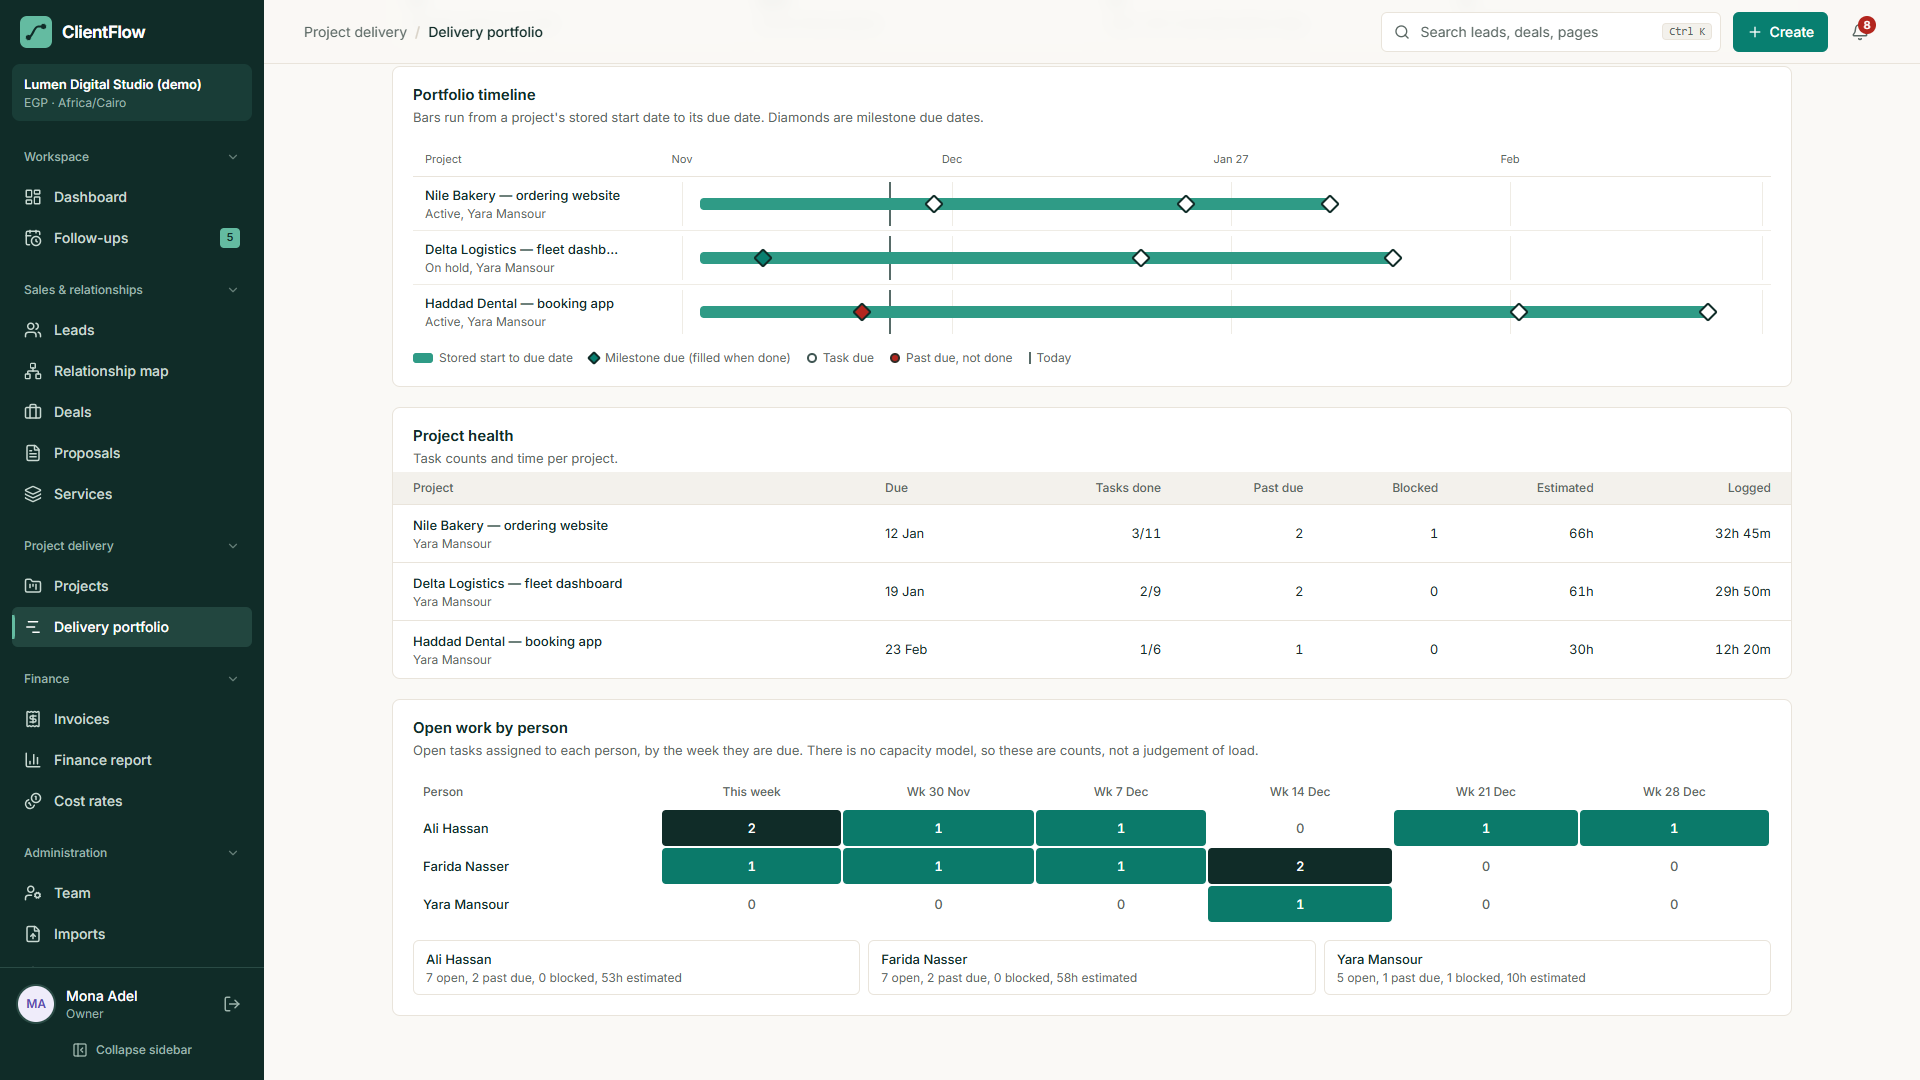 ClientFlow
Lumen Digital Studio (demo)
EGP · Africa/Cairo
Workspace
Dashboard
Follow-ups 5
Sales & relationships
Leads
Relationship map
Deals
Proposals
Services
Project delivery
Projects
Delivery portfolio
Finance
Invoices
Finance report
Cost rates
Administration
Team
Imports
MA
Mona Adel
Owner
Collapse sidebar
Project delivery / Delivery portfolio
Search leads, deals, pages Ctrl K
+ Create
8
Portfolio timeline
Bars run from a project's stored start date to its due date. Diamonds are milestone due dates.
Project Nov Dec Jan 27 Feb
Nile Bakery — ordering website
Active, Yara Mansour
Delta Logistics — fleet dashb...
On hold, Yara Mansour
Haddad Dental — booking app
Active, Yara Mansour
Stored start to due date Milestone due (filled when done) Task due Past due, not done Today
Project health
Task counts and time per project.
Project Due Tasks done Past due Blocked Estimated Logged
Nile Bakery — ordering website
Yara Mansour
12 Jan 3/11 2 1 66h 32h 45m
Delta Logistics — fleet dashboard
Yara Mansour
19 Jan 2/9 2 0 61h 29h 50m
Haddad Dental — booking app
Yara Mansour
23 Feb 1/6 1 0 30h 12h 20m
Open work by person
Open tasks assigned to each person, by the week they are due. There is no capacity model, so these are counts, not a judgement of load.
Person This week Wk 30 Nov Wk 7 Dec Wk 14 Dec Wk 21 Dec Wk 28 Dec
Ali Hassan 2 1 1 0 1 1
Farida Nasser 1 1 1 2 0 0
Yara Mansour 0 0 0 1 0 0
Ali Hassan
7 open, 2 past due, 0 blocked, 53h estimated
Farida Nasser
7 open, 2 past due, 0 blocked, 58h estimated
Yara Mansour
5 open, 1 past due, 1 blocked, 10h estimated